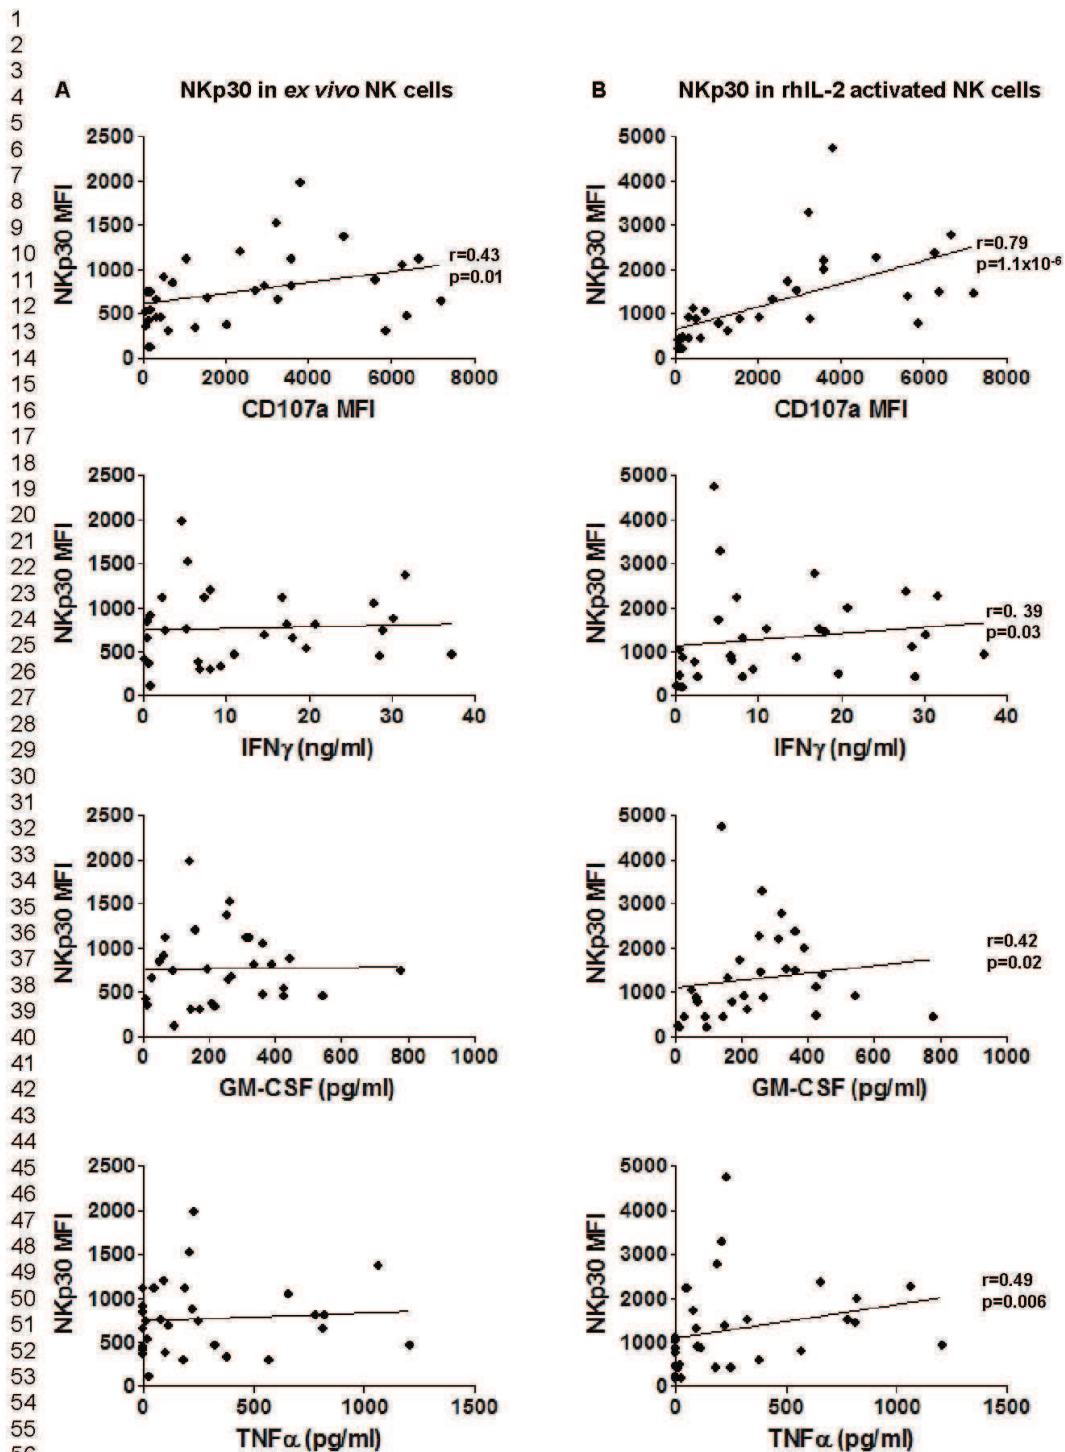 1
2
3
4
5
6
7
8
9
10
11
12
13
14
15
16
17
18
19
20
21
22
23
24
25
26
27
28
29
30
31
32
33
34
35
36
37
38
39
40
41
42
43
44
45
46
47
48
49
50
51
52
53
54
55
A NKp30 in ex vivo NK cells
2500
2000
1500
1000
500
0
NKp30 MFI
r=0.43
p=0.01
0 2000 4000 6000 8000
CD107a MFI
2500
2000
1500
1000
500
0
NKp30 MFI
0 10 20 30 40
IFNγ (ng/ml)
2500
2000
1500
1000
500
0
NKp30 MFI
0 200 400 600 800 1000
GM-CSF (pg/ml)
2500
2000
1500
1000
500
0
NKp30 MFI
0 500 1000 1500
TNFα (pg/ml)
B NKp30 in rhIL-2 activated NK cells
5000
4000
3000
2000
1000
0
NKp30 MFI
r=0.79
p=1.1x10⁻⁶
0 2000 4000 6000 8000
CD107a MFI
5000
4000
3000
2000
1000
0
NKp30 MFI
r=0. 39
p=0.03
0 10 20 30 40
IFNγ (ng/ml)
5000
4000
3000
2000
1000
0
NKp30 MFI
r=0.42
p=0.02
0 200 400 600 800 1000
GM-CSF (pg/ml)
5000
4000
3000
2000
1000
0
NKp30 MFI
r=0.49
p=0.006
0 500 1000 1500
TNFα (pg/ml)